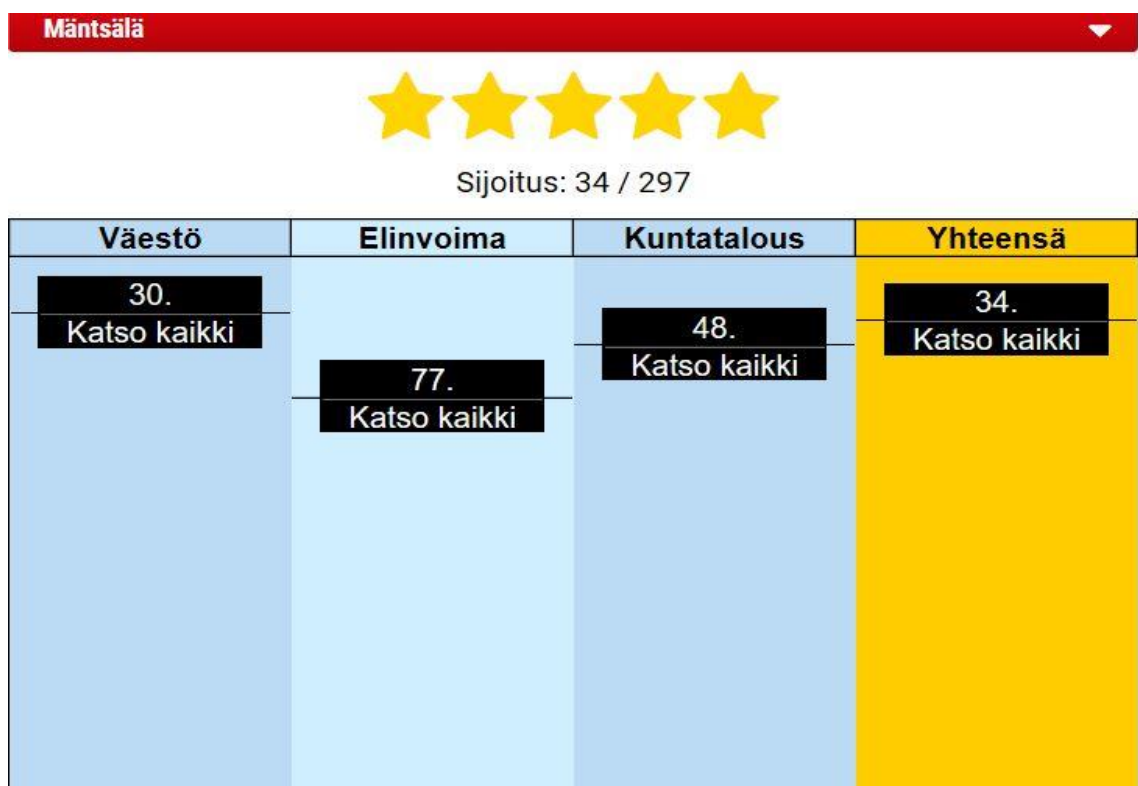 Mäntsälä
Sijoitus: 34 / 297
Väestö Elinvoima Kuntatalous Yhteensä
30.
Katso kaikki
77.
Katso kaikki
48.
Katso kaikki
34.
Katso kaikki